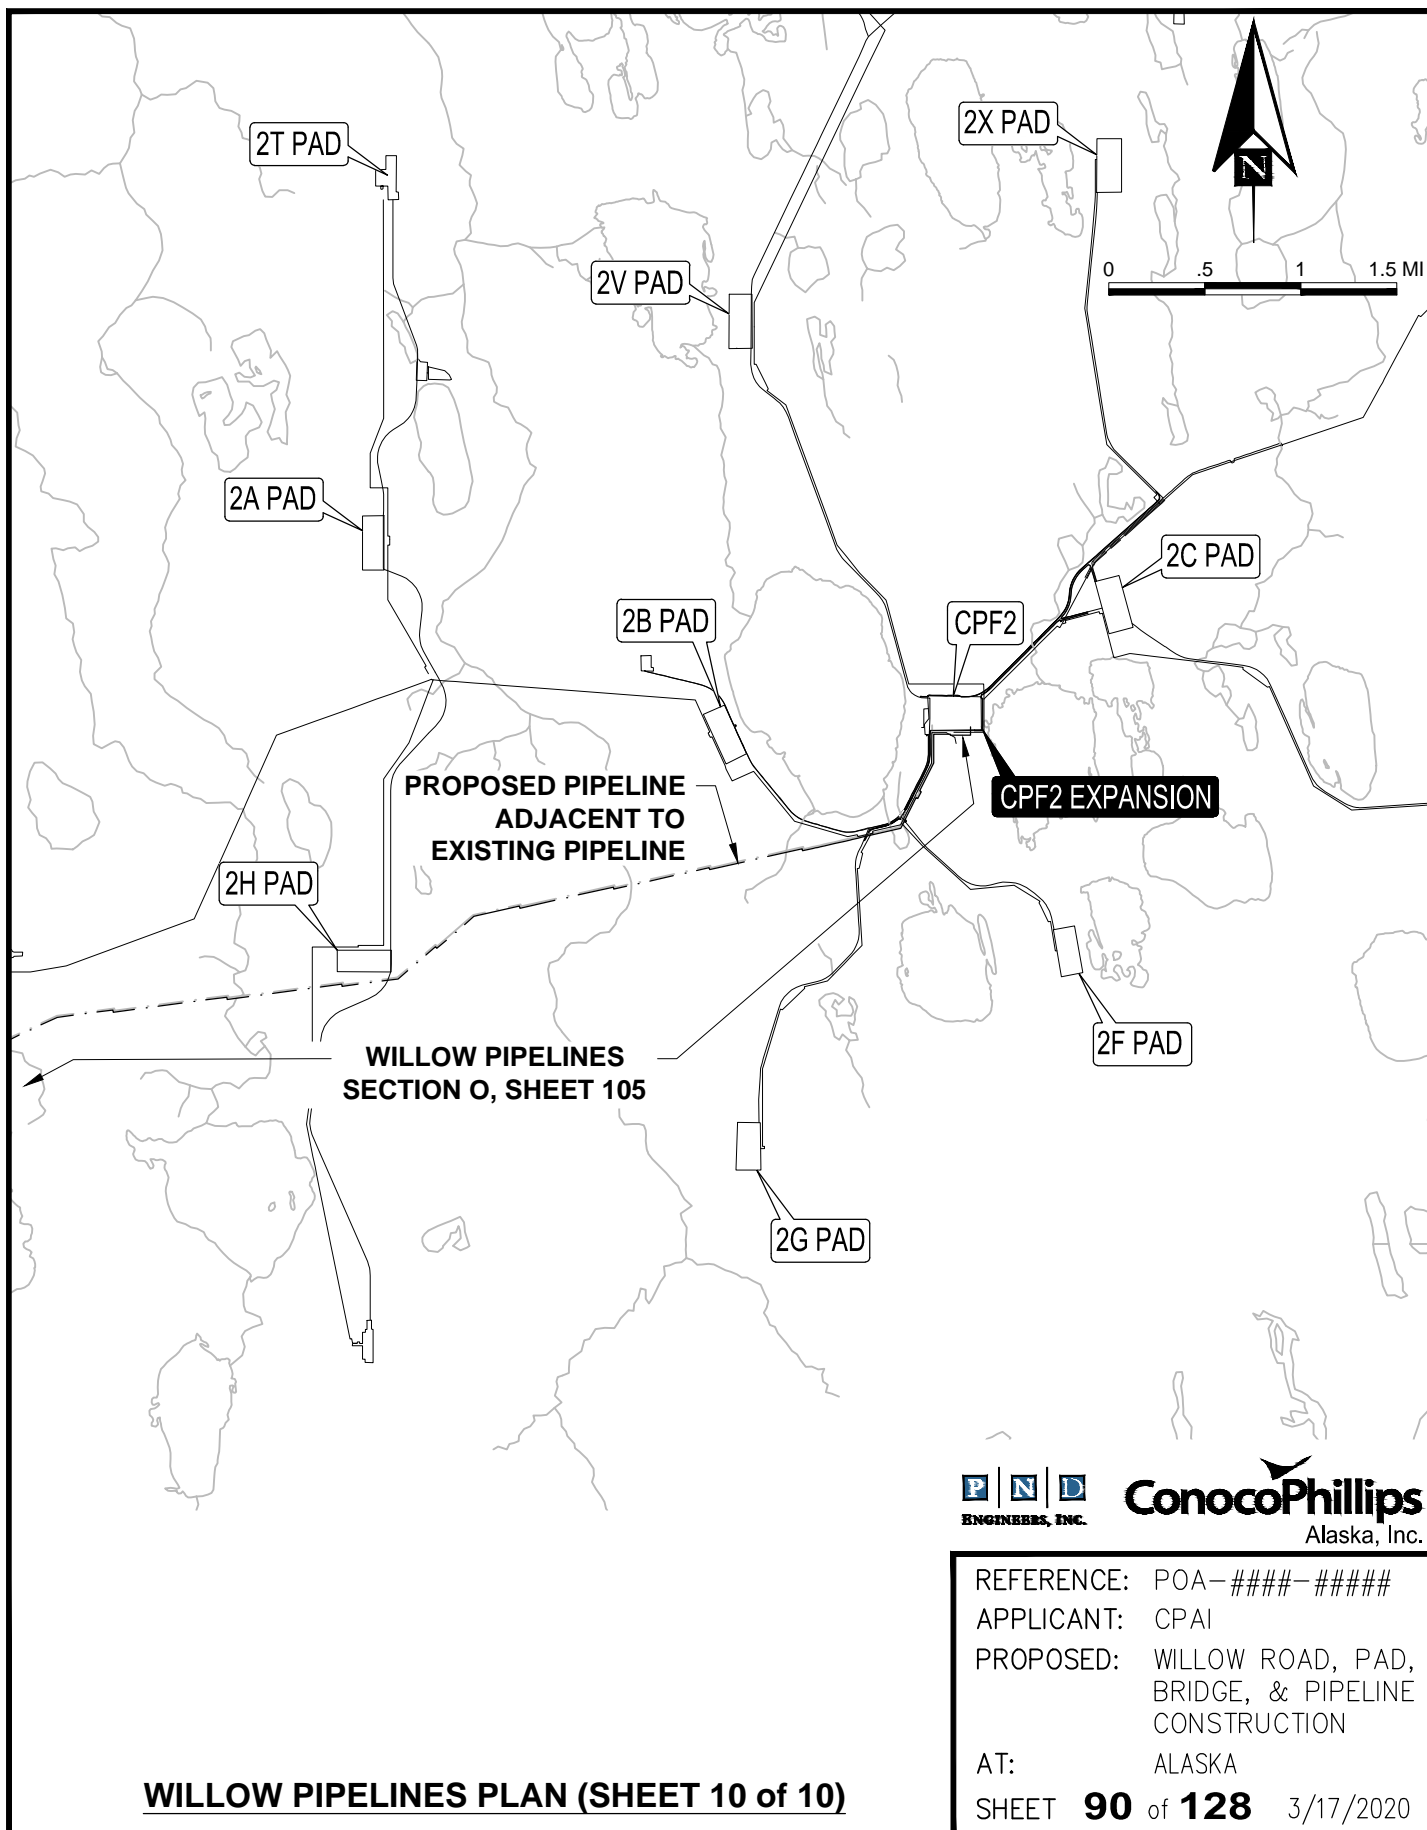 2T PAD
2X PAD
N
0 .5 1 1.5 MI
2V PAD
2A PAD
2C PAD
2B PAD
CPF2
CPF2 EXPANSION
PROPOSED PIPELINE
ADJACENT TO
EXISTING PIPELINE
2H PAD
2F PAD
WILLOW PIPELINES
SECTION O, SHEET 105
2G PAD
P N D
ENGINEERS, INC.
ConocoPhillips
Alaska, Inc.
REFERENCE: POA-####-#####
APPLICANT: CPAI
PROPOSED: WILLOW ROAD, PAD,
BRIDGE, & PIPELINE
CONSTRUCTION
AT: ALASKA
SHEET 90 of 128 3/17/2020
WILLOW PIPELINES PLAN (SHEET 10 of 10)